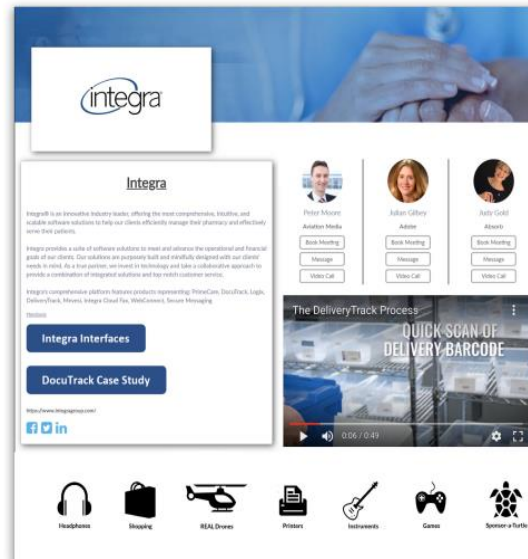 integra
Integra
Integra® is an innovative industry leader, offering the most comprehensive, intuitive, and
scalable software solutions to help our clients efficiently manage their pharmacy and effectively
serve their patients.
Integra provides a suite of software solutions to meet and advance the operational and financial
goals of our clients. Our solutions are purposely built and mindfully designed with our clients'
needs in mind. As a true partner, we invest in technology and take a collaborative approach to
provide a combination of integrated solutions and top notch customer service.
Integra's comprehensive platform features products representing: PrimeCare, DocuTrack, Logix,
DeliveryTrack, Mevesi, Integra Cloud Fax, WebConnect, Secure Messaging
Integra Interfaces
DocuTrack Case Study
https://www.integragroup.com/
Peter Moore
Aviation Media
Book Meeting
Message
Video Call
Julian Gilbey
Adobe
Book Meeting
Message
Video Call
Judy Gold
Absorb
Book Meeting
Message
Video Call
The DeliveryTrack Process
QUICK SCAN OF
DELIVERY BARCODE
0:06 / 0:49
Headphones
Shopping
REAL Drones
Printers
Instruments
Games
Sponsor-a-Turtle